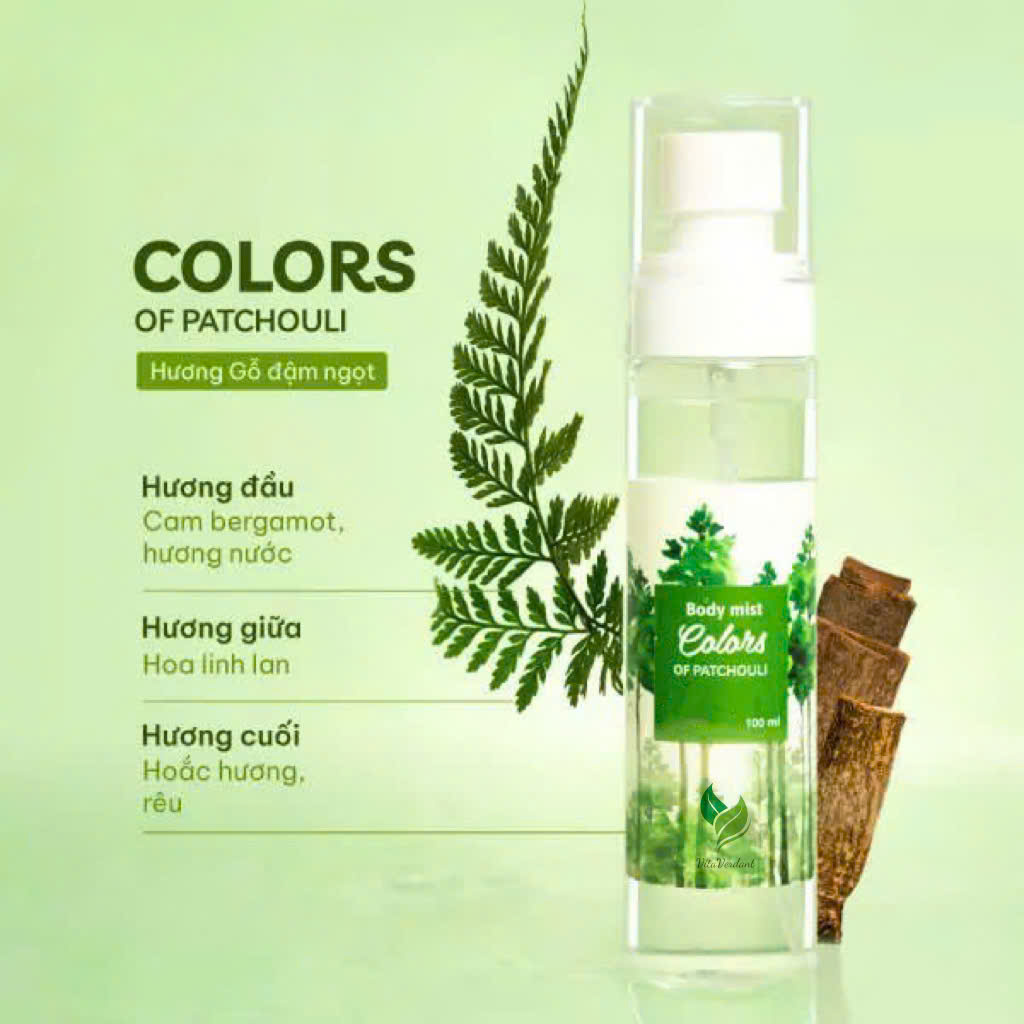 COLORS
OF PATCHOULI
Hương Gỗ đậm ngọt
Hương đầu
Cam bergamot,
hương nước
Hương giữa
Hoa linh lan
Hương cuối
Hoắc hương,
rêu
Body mist
Colors
OF PATCHOULI
100 ml
VitaVerdant